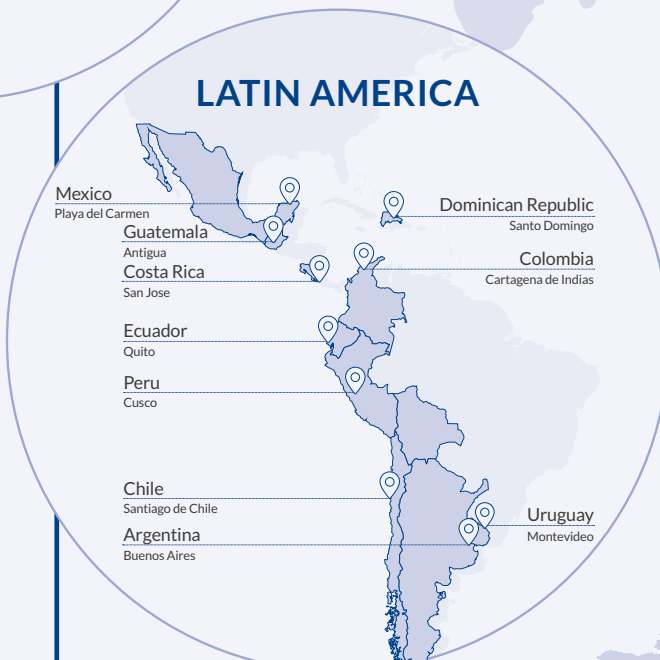 LATIN AMERICA
Mexico
Playa del Carmen
Guatemala
Antigua
Costa Rica
San Jose
Ecuador
Quito
Peru
Cusco
Chile
Santiago de Chile
Argentina
Buenos Aires
Dominican Republic
Santo Domingo
Colombia
Cartagena de Indias
Uruguay
Montevideo